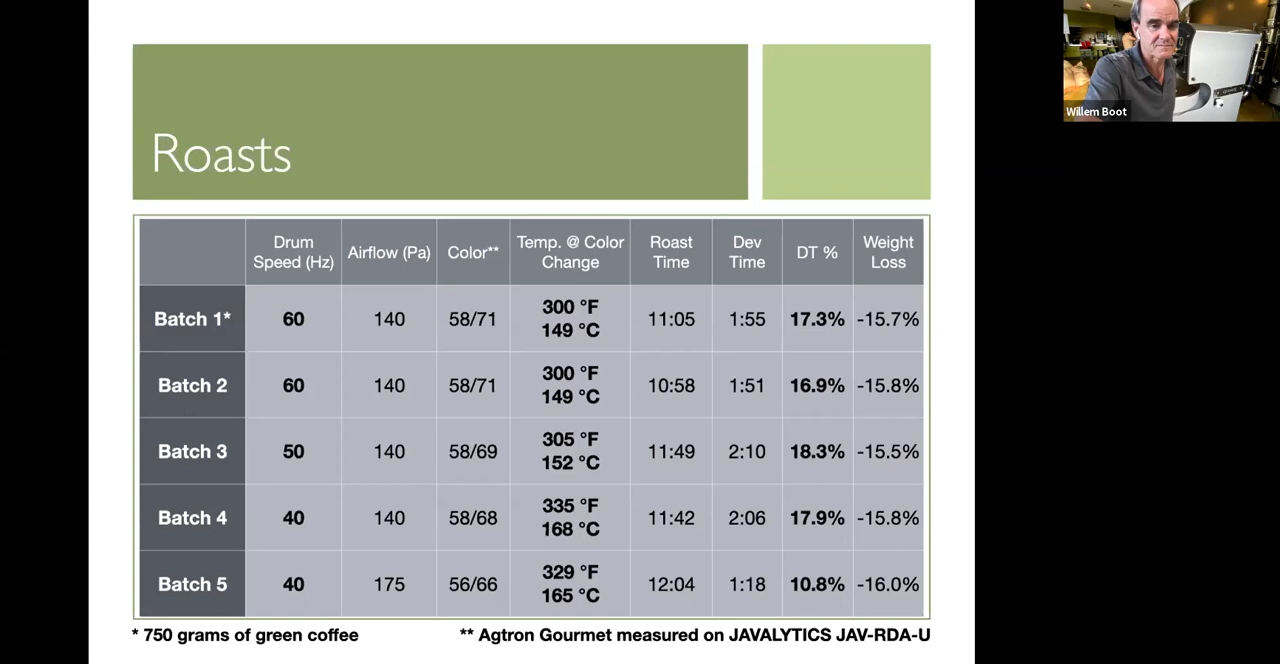 Willem Boot
Roasts
Drum Speed (Hz) Airflow (Pa) Color** Temp. @ Color Change Roast Time Dev Time DT % Weight Loss
Batch 1* 60 140 58/71 300 °F 149 °C 11:05 1:55 17.3% -15.7%
Batch 2 60 140 58/71 300 °F 149 °C 10:58 1:51 16.9% -15.8%
Batch 3 50 140 58/69 305 °F 152 °C 11:49 2:10 18.3% -15.5%
Batch 4 40 140 58/68 335 °F 168 °C 11:42 2:06 17.9% -15.8%
Batch 5 40 175 56/66 329 °F 165 °C 12:04 1:18 10.8% -16.0%
* 750 grams of green coffee ** Agtron Gourmet measured on JAVALYTICS JAV-RDA-U